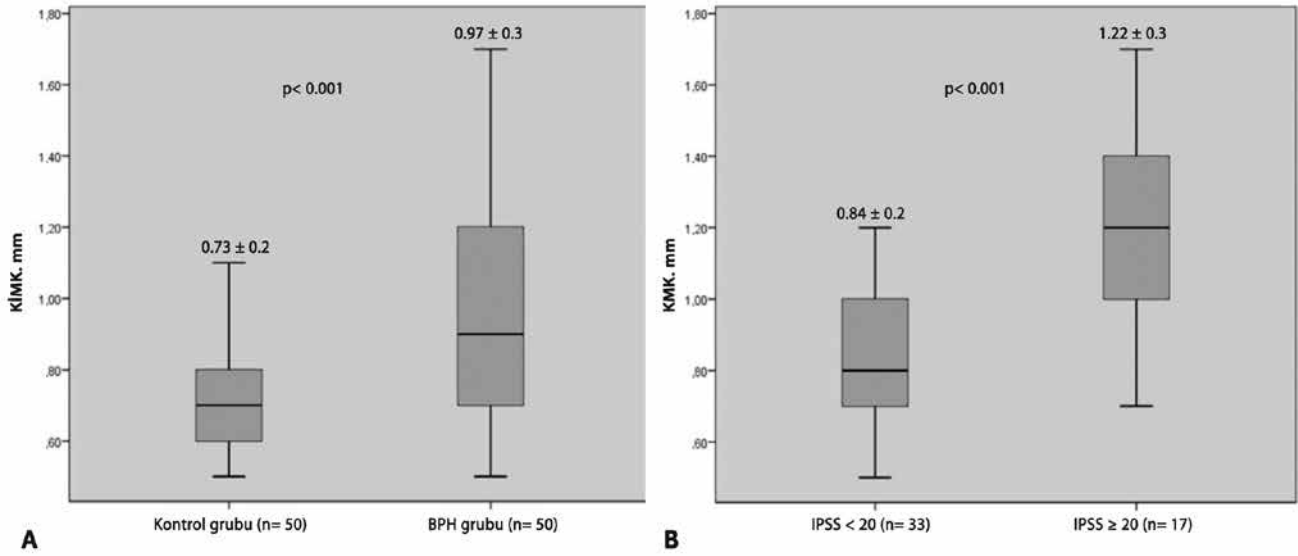 KİMK. mm
1,80
1,60
1,40
1,20
1,00
,80
,60
0.73 ± 0.2
p< 0.001
0.97 ± 0.3
Kontrol grubu (n= 50)
BPH grubu (n= 50)
A
KMK. mm
1,80
1,60
1,40
1,20
1,00
,80
,60
0.84 ± 0.2
p< 0.001
1.22 ± 0.3
IPSS < 20 (n= 33)
IPSS ≥ 20 (n= 17)
B